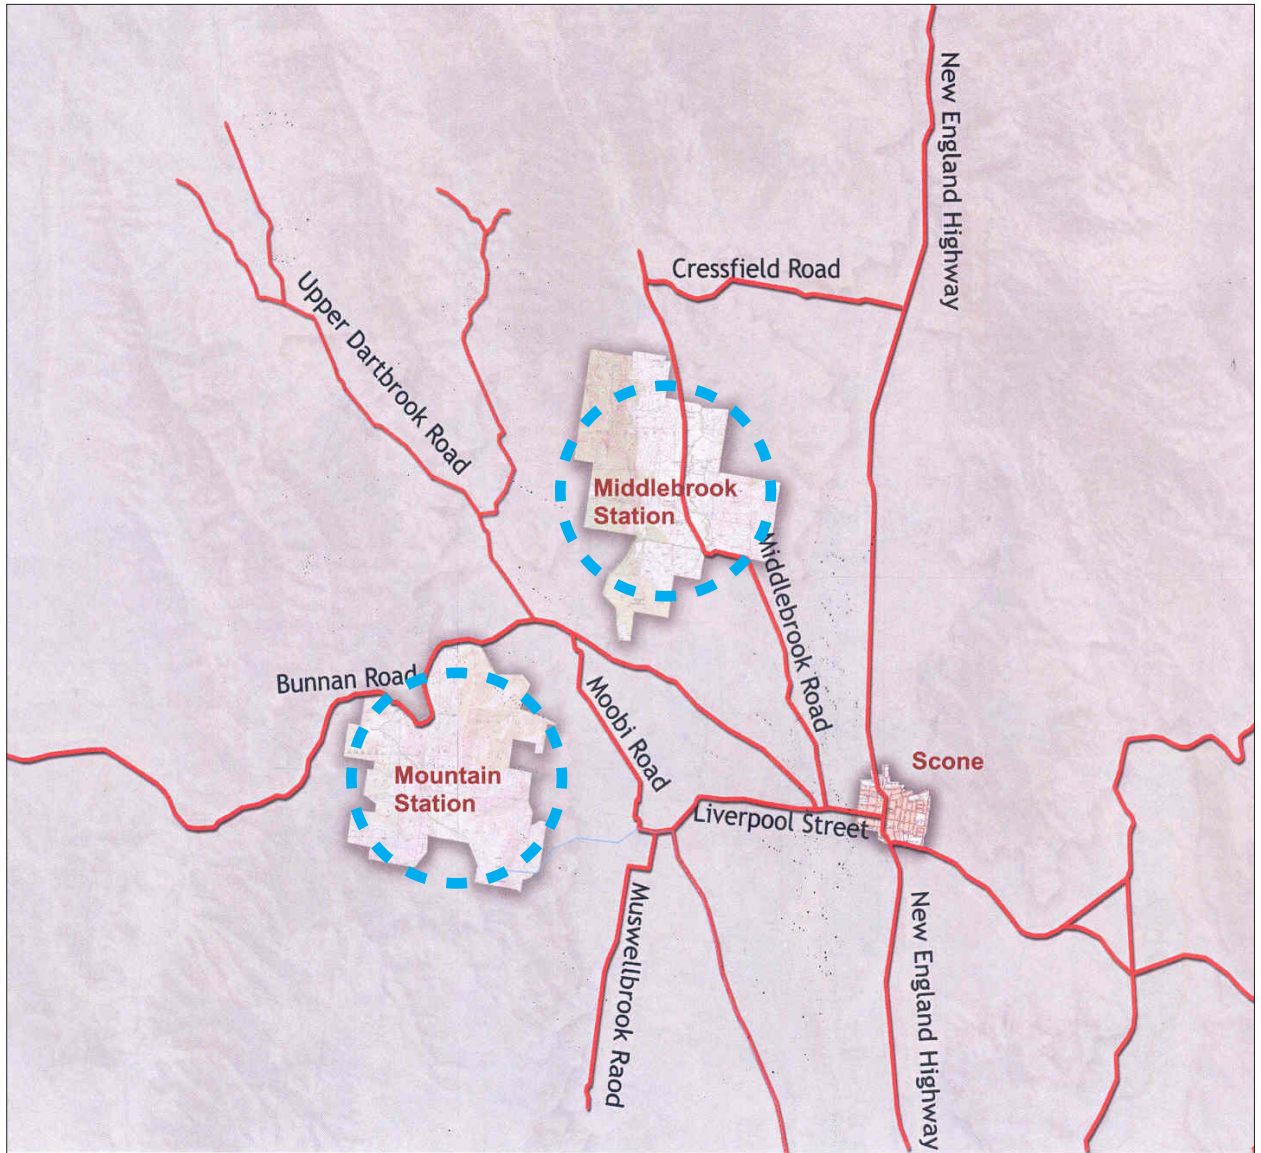 New England Highway
Cressfield Road
Upper Dartbrook Road
Middlebrook
Station
Middlebrook Road
Bunnan Road
Moobi Road
Mountain
Station
Scone
Liverpool Street
Muswellbrook Raod
New England Highway